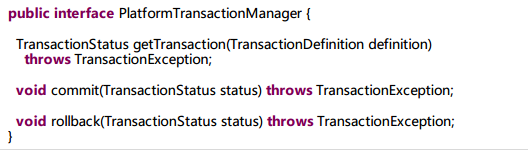 public interface PlatformTransactionManager {
TransactionStatus getTransaction(TransactionDefinition definition)
throws TransactionException;
void commit(TransactionStatus status) throws TransactionException;
void rollback(TransactionStatus status) throws TransactionException;
}